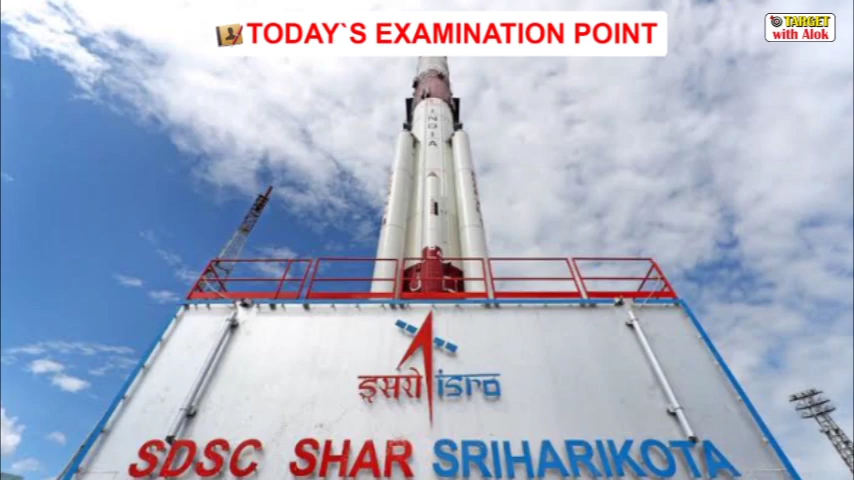 TODAY`S EXAMINATION POINT
TARGET
with Alok
INDIA
इसरो isro
SDSC SHAR SRIHARIKOTA